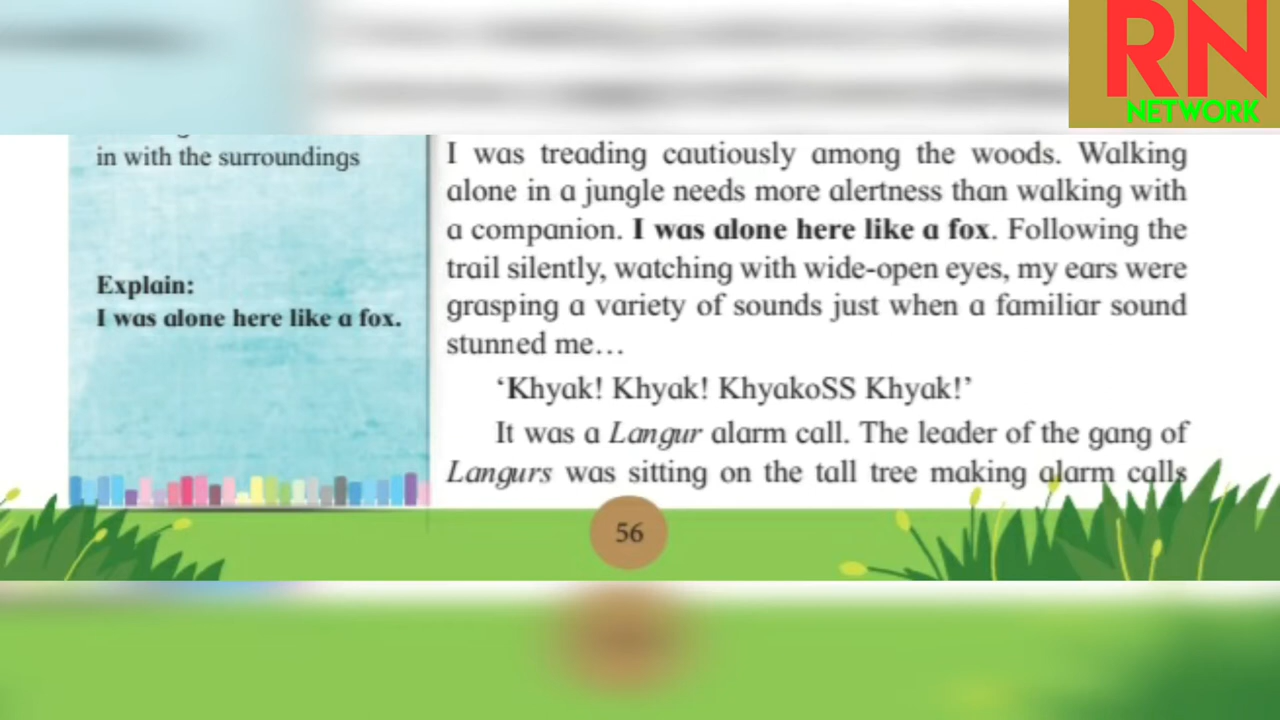 RN
NETWORK
in with the surroundings
Explain:
I was alone here like a fox.
I was treading cautiously among the woods. Walking
alone in a jungle needs more alertness than walking with
a companion. I was alone here like a fox. Following the
trail silently, watching with wide-open eyes, my ears were
grasping a variety of sounds just when a familiar sound
stunned me…
‘Khyak! Khyak! KhyakoSS Khyak!’
It was a Langur alarm call. The leader of the gang of
Langurs was sitting on the tall tree making alarm calls
56